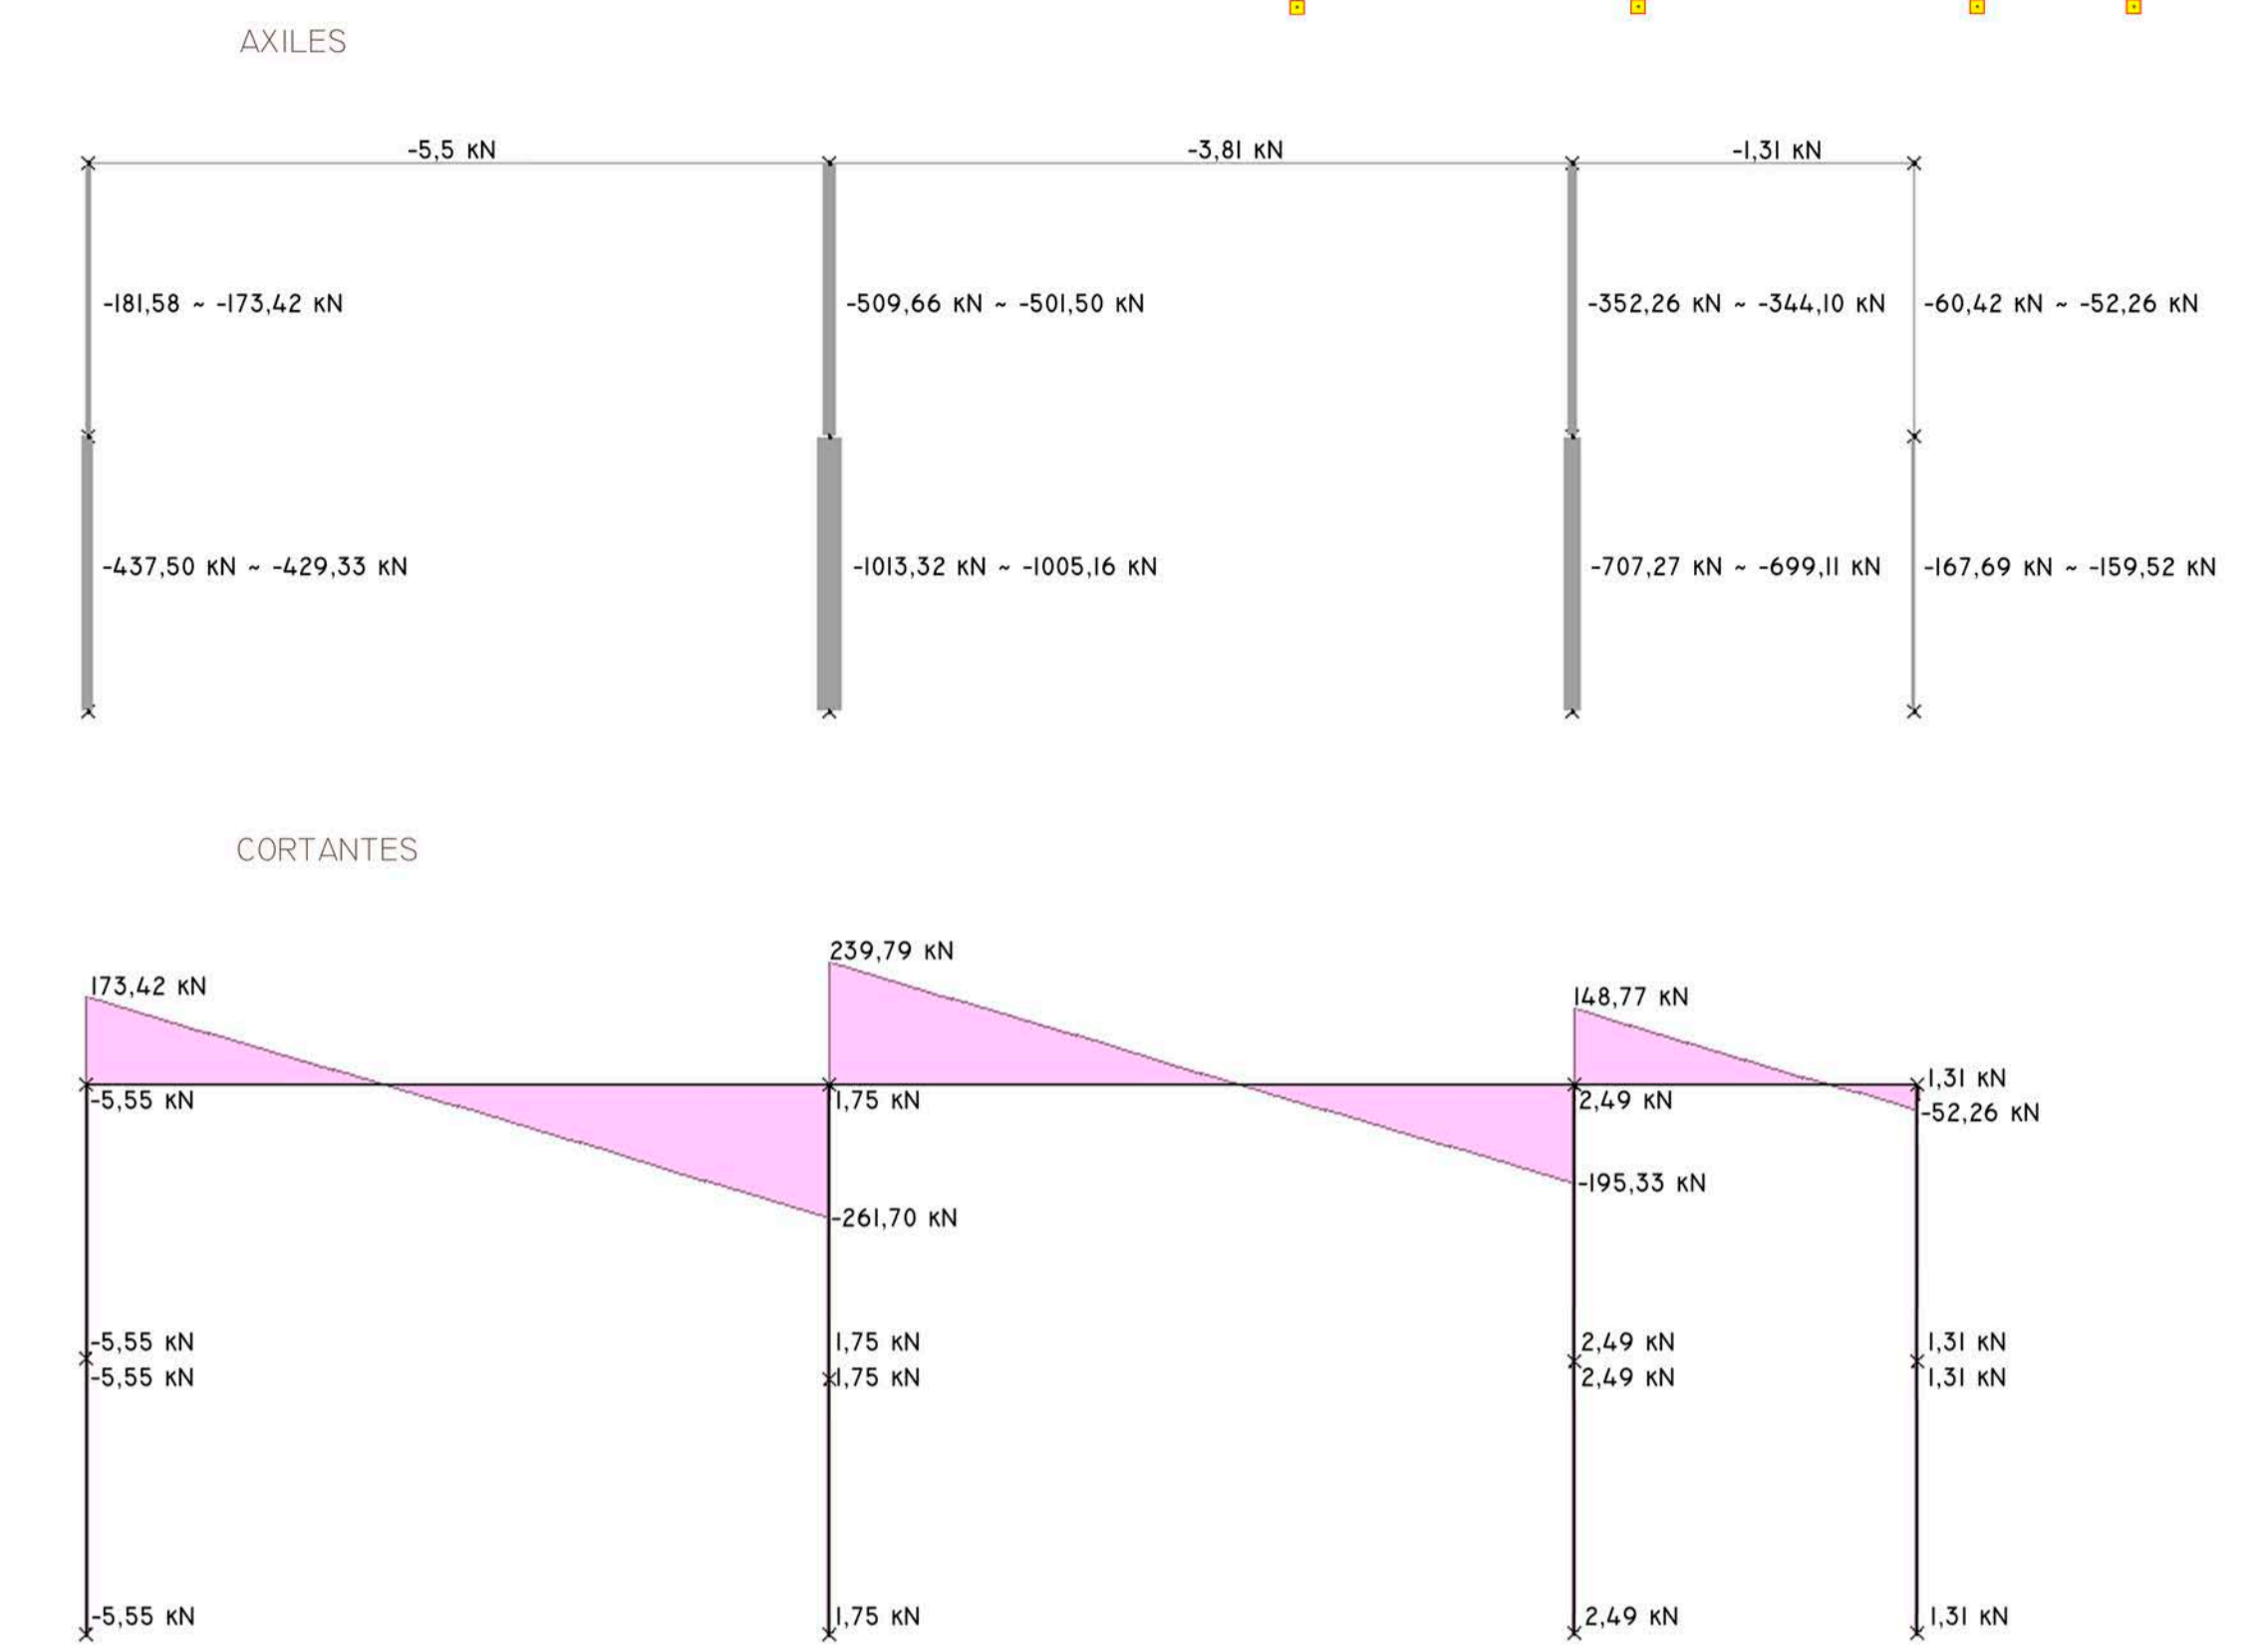 AXILES
-5,5 kN
-3,81 kN
-1,31 kN
-181,58 ~ -173,42 kN
-509,66 kN ~ -501,50 kN
-352,26 kN ~ -344,10 kN
-60,42 kN ~ -52,26 kN
-437,50 kN ~ -429,33 kN
-1013,32 kN ~ -1005,16 kN
-707,27 kN ~ -699,11 kN
-167,69 kN ~ -159,52 kN
CORTANTES
239,79 kN
173,42 kN
148,77 kN
1,31 kN
-5,55 kN
1,75 kN
2,49 kN
-52,26 kN
-195,33 kN
-261,70 kN
-5,55 kN
1,75 kN
2,49 kN
1,31 kN
-5,55 kN
1,75 kN
2,49 kN
1,31 kN
-5,55 kN
1,75 kN
2,49 kN
1,31 kN